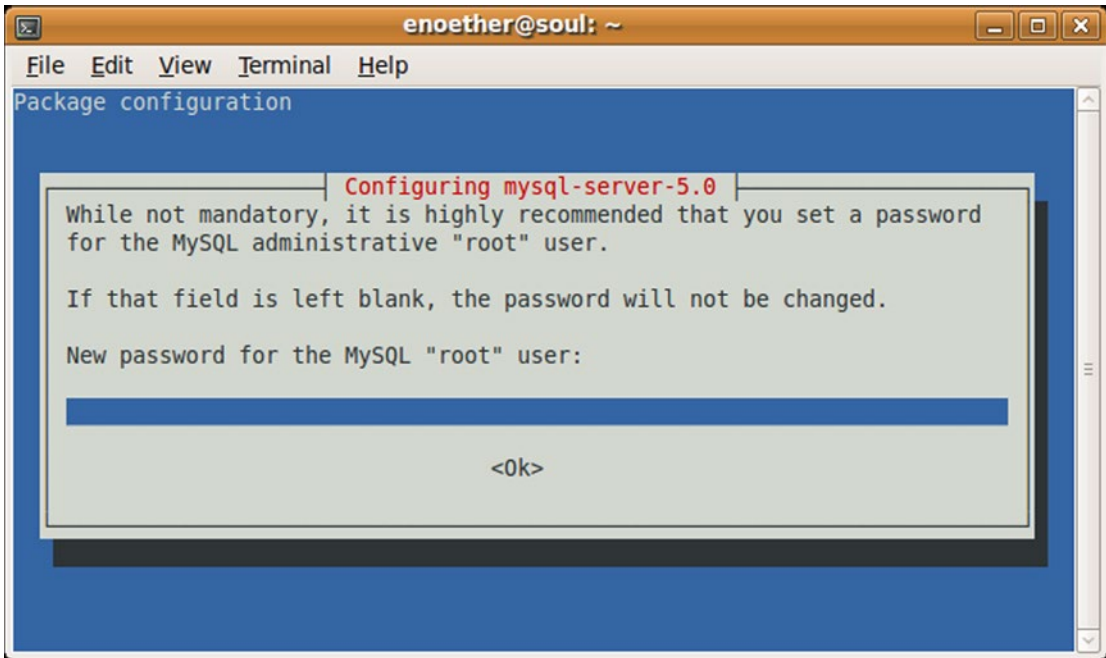 enoether@soul: ~
File Edit View Terminal Help
Package configuration
Configuring mysql-server-5.0
While not mandatory, it is highly recommended that you set a password
for the MySQL administrative "root" user.
If that field is left blank, the password will not be changed.
New password for the MySQL "root" user:
<Ok>